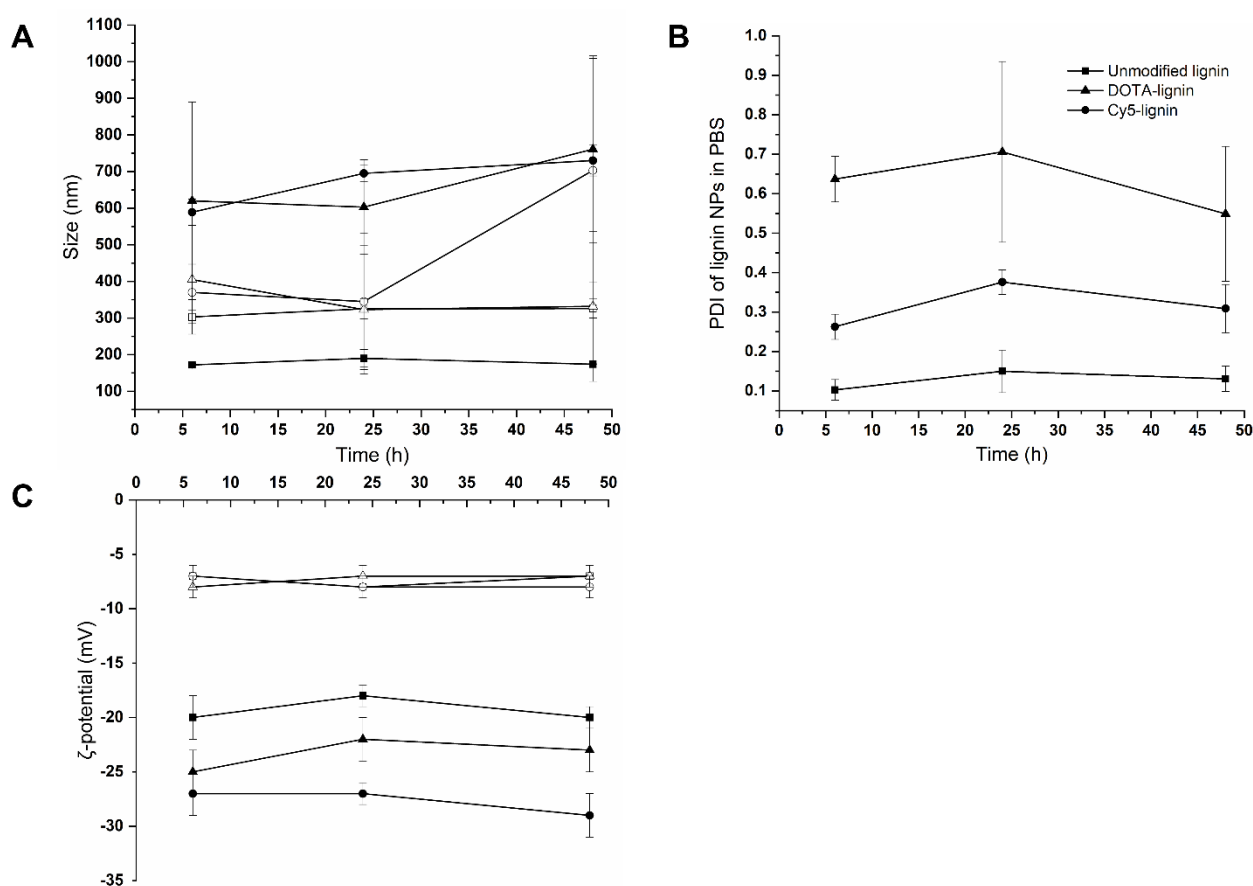 A
1100
1000
900
800
700
600
500
400
300
200
100
Size (nm)
0 5 10 15 20 25 30 35 40 45 50
Time (h)
B
1.0
0.9
0.8
0.7
0.6
0.5
0.4
0.3
0.2
0.1
PDI of lignin NPs in PBS
Unmodified lignin
DOTA-lignin
Cy5-lignin
0 5 10 15 20 25 30 35 40 45 50
Time (h)
C
0 5 10 15 20 25 30 35 40 45 50
0
-5
-10
-15
-20
-25
-30
-35
ζ-potential (mV)